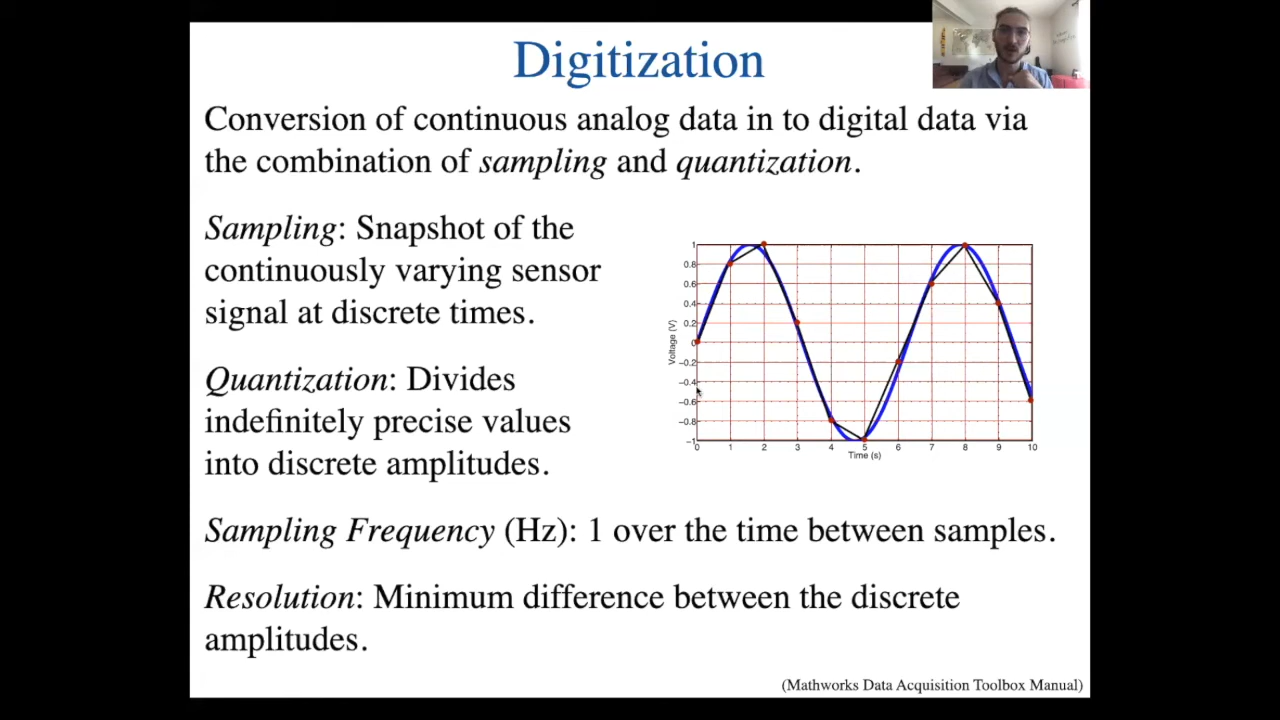 Digitization
Conversion of continuous analog data in to digital data via
the combination of sampling and quantization.
Sampling: Snapshot of the
continuously varying sensor
signal at discrete times.
Quantization: Divides
indefinitely precise values
into discrete amplitudes.
1
0.8
0.6
0.4
0.2
0
−0.2
−0.4
−0.6
−0.8
−1
Voltage (V)
0 1 2 3 4 5 6 7 8 9 10
Time (s)
Sampling Frequency (Hz): 1 over the time between samples.
Resolution: Minimum difference between the discrete
amplitudes.
(Mathworks Data Acquisition Toolbox Manual)